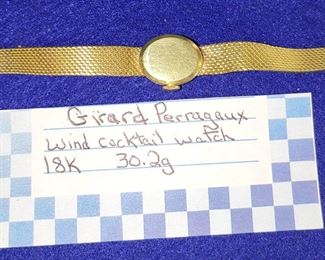 Girard Perragaux
wind cocktail watch
18K 30.2g